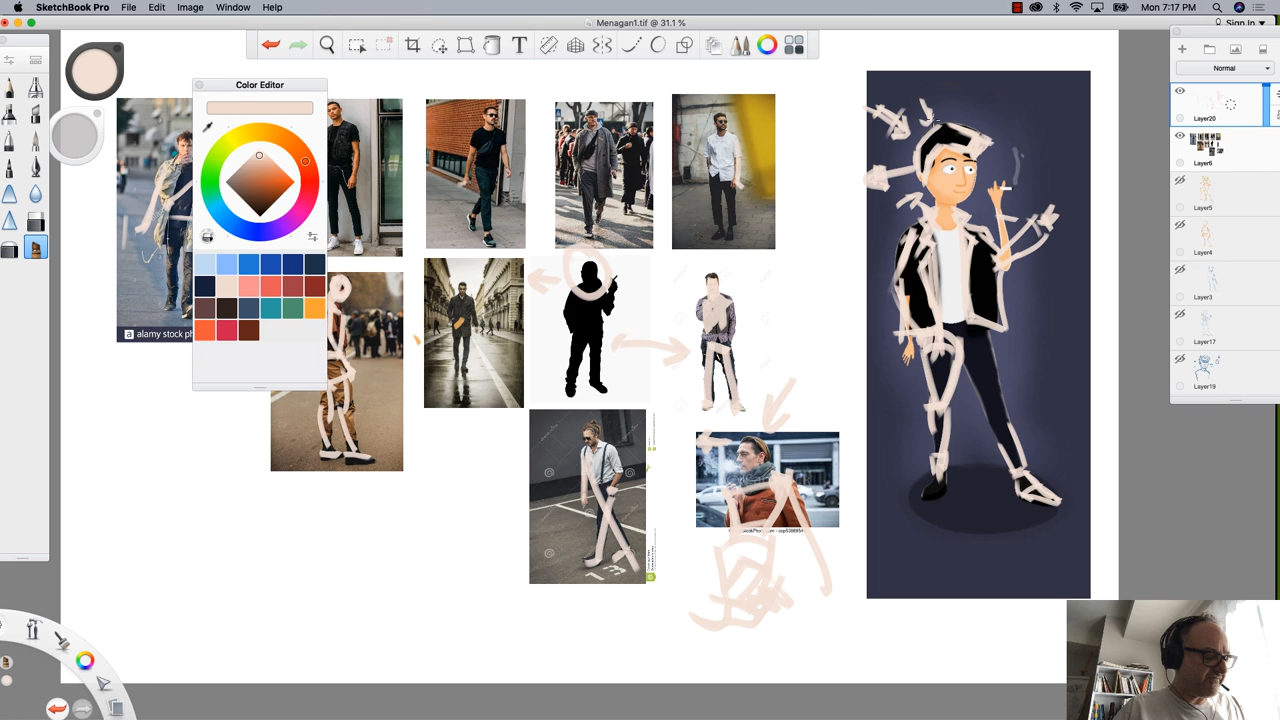 SketchBook Pro File Edit Image Window Help
Mon 7:17 PM
Menagan1.tif @ 31.1 %
Sign In
T
Color Editor
Normal
Layer20
Layer6
Layer5
Layer4
Layer3
Layer17
Layer19
a alamy stock ph
13